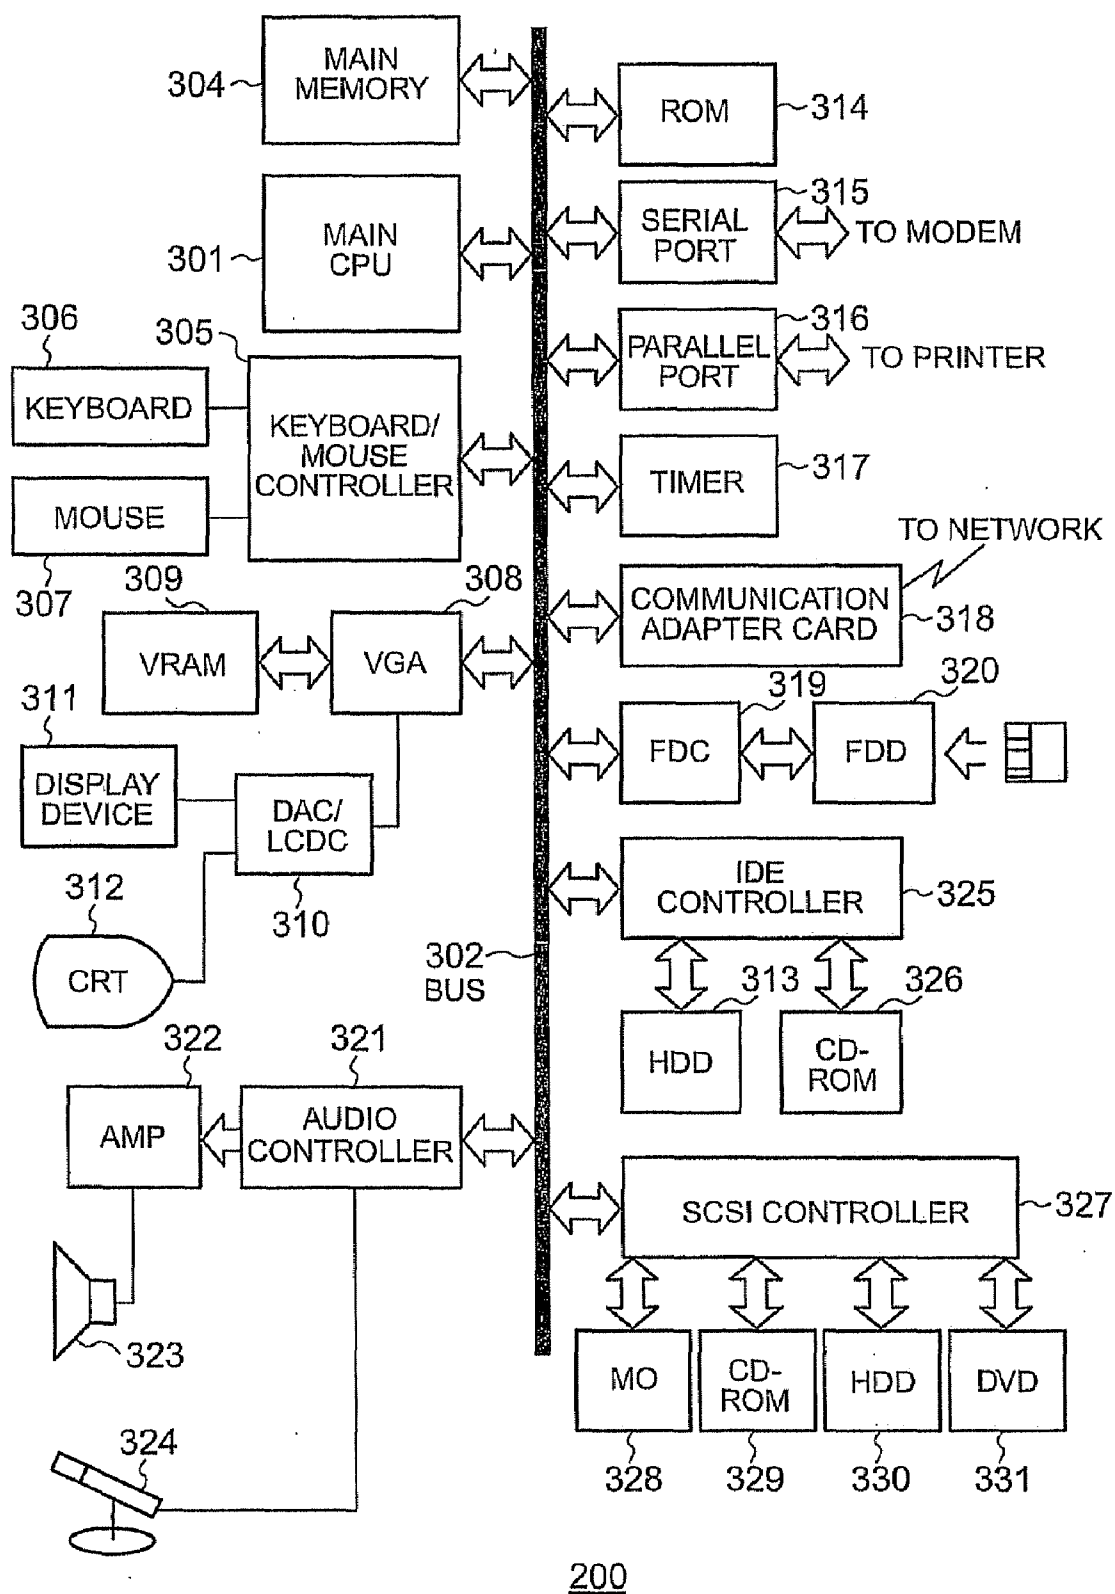 304
MAIN
MEMORY
ROM
314
301
MAIN
CPU
315
SERIAL
PORT
TO MODEM
306
305
316
KEYBOARD
PARALLEL
PORT
TO PRINTER
KEYBOARD/
MOUSE
CONTROLLER
MOUSE
307
TIMER
317
TO NETWORK
309
308
COMMUNICATION
ADAPTER CARD
318
VRAM
VGA
311
319
320
FDC
FDD
DISPLAY
DEVICE
DAC/
LCDC
310
312
CRT
IDE
CONTROLLER
325
302
BUS
313
326
HDD
CD-
ROM
322
321
AMP
AUDIO
CONTROLLER
SCSI CONTROLLER
327
323
MO
CD-
ROM
HDD
DVD
328
329
330
331
324
200